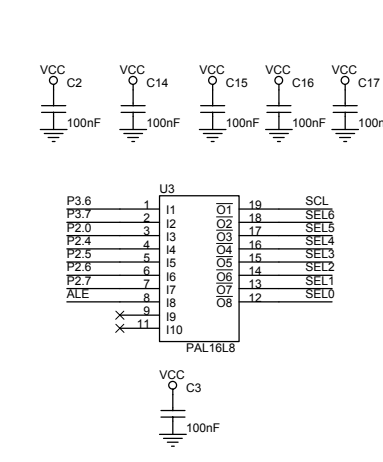 VCC VCC VCC VCC VCC
C2 C14 C15 C16 C17
100nF 100nF 100nF 100nF 100n
U3
P3.6 1 I1 O1 19 SCL
P3.7 2 I2 O2 18 SEL6
P2.0 3 I3 O3 17 SEL5
P2.4 4 I4 O4 16 SEL4
P2.5 5 I5 O5 15 SEL3
P2.6 6 I6 O6 14 SEL2
P2.7 7 I7 O7 13 SEL1
ALE 8 I8 O8 12 SEL0
9 I9
11 I10
PAL16L8
VCC
C3
100nF